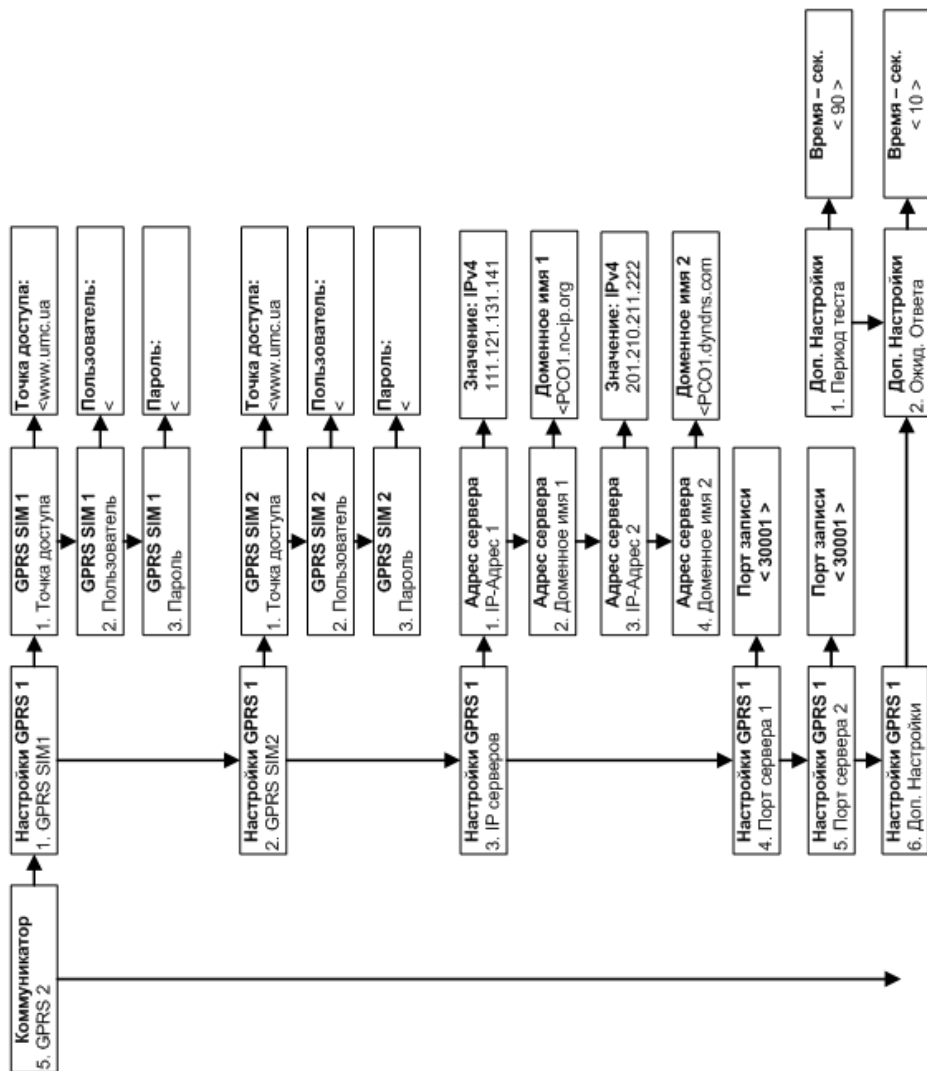 Коммуникатор
5. GPRS 2
Настройки GPRS 1
1. GPRS SIM1
GPRS SIM 1
1. Точка доступа
Точка доступа:
<www.umc.ua
GPRS SIM 1
2. Пользователь
Пользователь:
<
GPRS SIM 1
3. Пароль
Пароль:
<
Настройки GPRS 1
2. GPRS SIM2
GPRS SIM 2
1. Точка доступа
Точка доступа:
<www.umc.ua
GPRS SIM 2
2. Пользователь
Пользователь:
<
GPRS SIM 2
3. Пароль
Пароль:
<
Настройки GPRS 1
3. IP серверов
Адрес сервера
1. IP-Адрес 1
Значение: IPv4
111.121.131.141
Адрес сервера
2. Доменное имя 1
Доменное имя 1
<PCO1.no-ip.org
Адрес сервера
3. IP-Адрес 2
Значение: IPv4
201.210.211.222
Адрес сервера
4. Доменное имя 2
Доменное имя 2
<PCO1.dyndns.com
Настройки GPRS 1
4. Порт сервера 1
Порт записи
< 30001 >
Настройки GPRS 1
5. Порт сервера 2
Порт записи
< 30001 >
Настройки GPRS 1
6. Доп. Настройки
Доп. Настройки
1. Период теста
Время – сек.
< 90 >
Доп. Настройки
2. Ожид. Ответа
Время – сек.
< 10 >